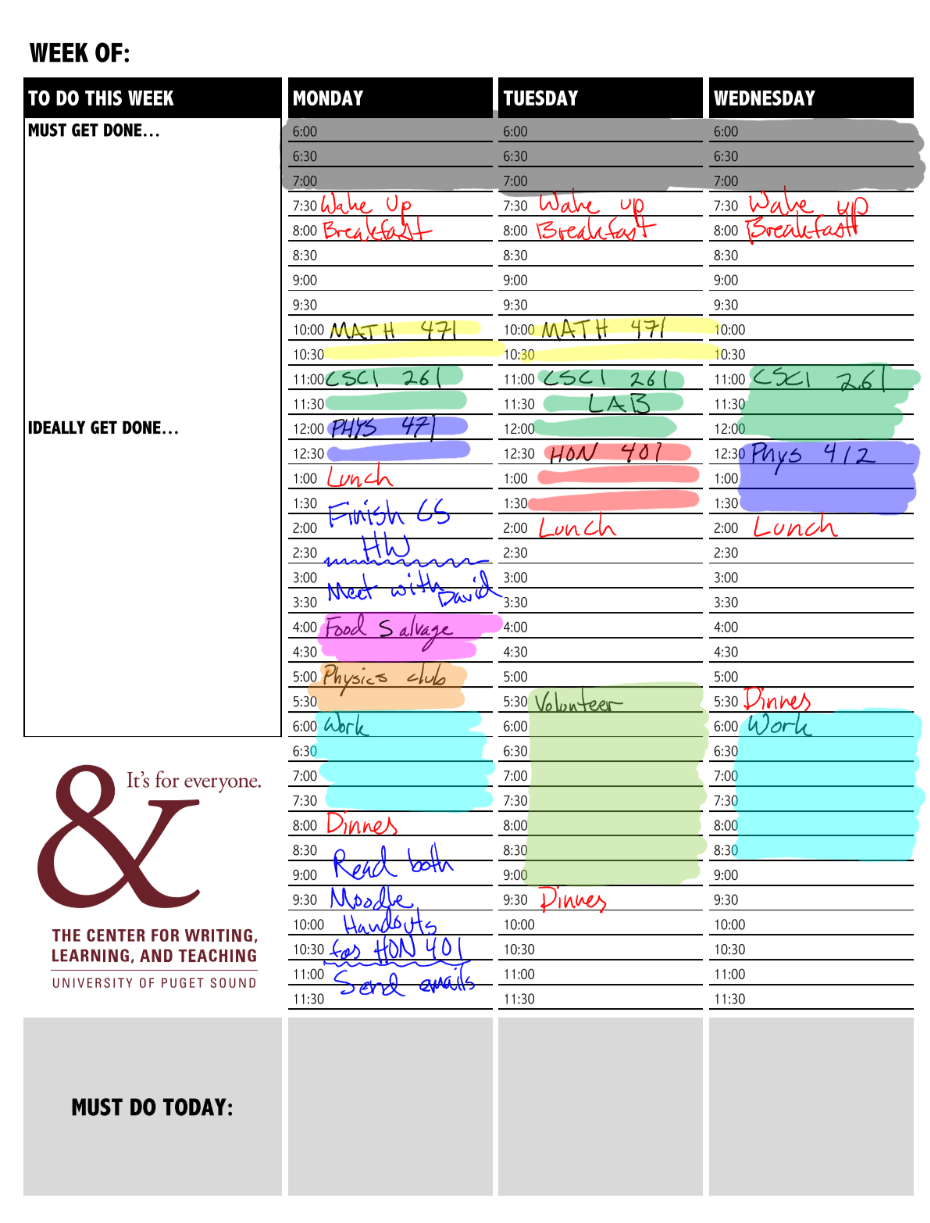 WEEK OF:
TO DO THIS WEEK
MUST GET DONE...
IDEALLY GET DONE...
MONDAY
6:00
6:30
7:00
7:30 Wake Up
8:00 Breakfast
8:30
9:00
9:30
10:00 MATH 471
10:30
11:00 CSCI 261
11:30
12:00 PHYS 471
12:30
1:00 Lunch
1:30 Finish CS
2:00 HW
2:30
3:00 Meet with
3:30 David
4:00 Food Salvage
4:30
5:00 Physics club
5:30
6:00 Work
6:30
7:00
7:30
8:00 Dinner
8:30 Read both
9:00
9:30 Moodle
10:00 Handouts
10:30 for HON 401
11:00 Send emails
11:30
TUESDAY
6:00
6:30
7:00
7:30 Wake up
8:00 Breakfast
8:30
9:00
9:30
10:00 MATH 471
10:30
11:00 CSCI 261
11:30 LAB
12:00
12:30 HON 401
1:00
1:30
2:00 Lunch
2:30
3:00
3:30
4:00
4:30
5:00
5:30 Volunteer
6:00
6:30
7:00
7:30
8:00
8:30
9:00
9:30 Dinner
10:00
10:30
11:00
11:30
WEDNESDAY
6:00
6:30
7:00
7:30 Wake up
8:00 Breakfast
8:30
9:00
9:30
10:00
10:30
11:00 CSCI 261
11:30
12:00
12:30 Phys 412
1:00
1:30
2:00 Lunch
2:30
3:00
3:30
4:00
4:30
5:00
5:30 Dinner
6:00 Work
6:30
7:00
7:30
8:00
8:30
9:00
9:30
10:00
10:30
11:00
11:30
& It's for everyone.
THE CENTER FOR WRITING,
LEARNING, AND TEACHING
UNIVERSITY OF PUGET SOUND
MUST DO TODAY: